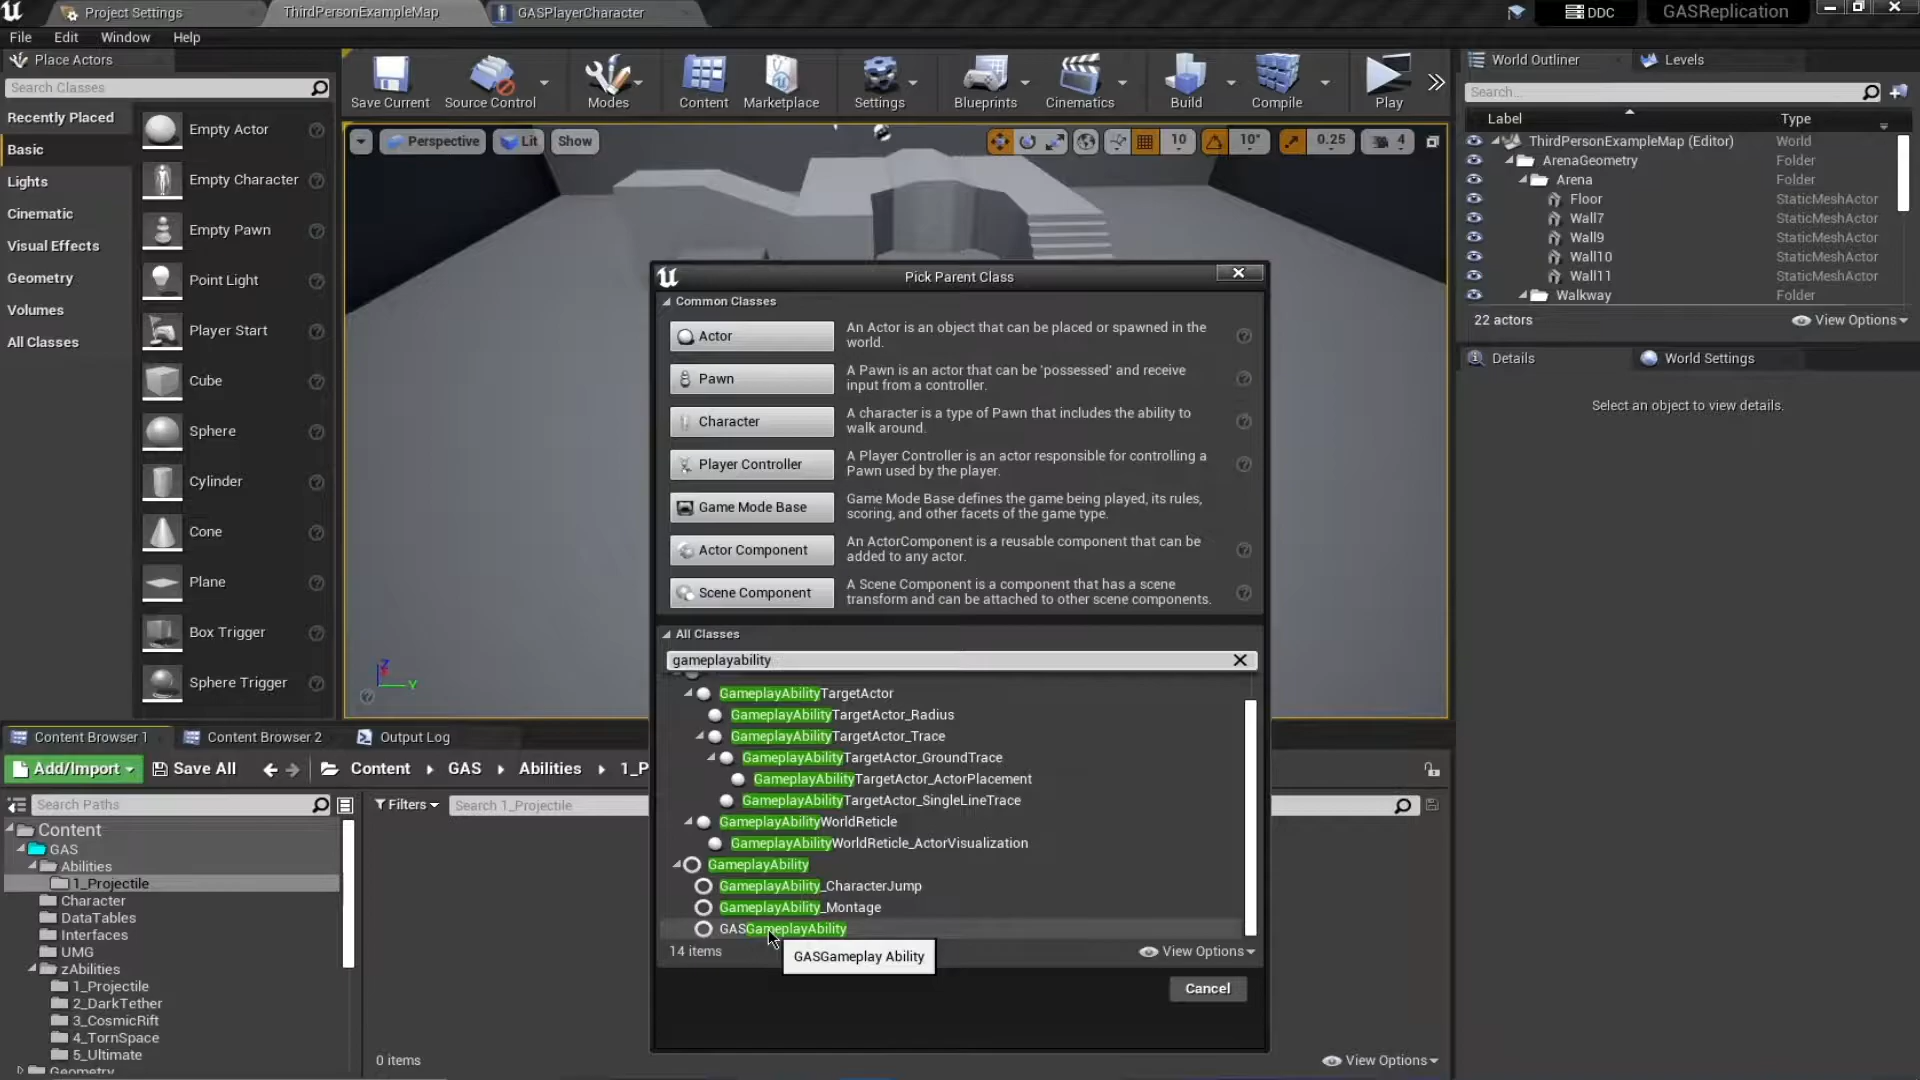 Project Settings
ThirdPersonExampleMap
GASPlayerCharacter
DDC
GASReplication
File
Edit
Window
Help
Place Actors
Search Classes
Recently Placed
Basic
Lights
Cinematic
Visual Effects
Geometry
Volumes
All Classes
Empty Actor
Empty Character
Empty Pawn
Point Light
Player Start
Cube
Sphere
Cylinder
Cone
Plane
Box Trigger
Sphere Trigger
Save Current
Source Control
Modes
Content
Marketplace
Settings
Blueprints
Cinematics
Build
Compile
Play
Perspective
Lit
Show
10
10°
0.25
4
World Outliner
Levels
Search...
Label
Type
ThirdPersonExampleMap (Editor)
World
ArenaGeometry
Folder
Arena
Folder
Floor
StaticMeshActor
Wall7
StaticMeshActor
Wall9
StaticMeshActor
Wall10
StaticMeshActor
Wall11
StaticMeshActor
Walkway
Folder
22 actors
View Options
Details
World Settings
Select an object to view details.
Pick Parent Class
Common Classes
Actor
An Actor is an object that can be placed or spawned in the
world.
Pawn
A Pawn is an actor that can be 'possessed' and receive
input from a controller.
Character
A character is a type of Pawn that includes the ability to
walk around.
Player Controller
A Player Controller is an actor responsible for controlling a
Pawn used by the player.
Game Mode Base
Game Mode Base defines the game being played, its rules,
scoring, and other facets of the game type.
Actor Component
An ActorComponent is a reusable component that can be
added to any actor.
Scene Component
A Scene Component is a component that has a scene
transform and can be attached to other scene components.
All Classes
gameplayability
GameplayAbilityTargetActor
GameplayAbilityTargetActor_Radius
GameplayAbilityTargetActor_Trace
GameplayAbilityTargetActor_GroundTrace
GameplayAbilityTargetActor_ActorPlacement
GameplayAbilityTargetActor_SingleLineTrace
GameplayAbilityWorldReticle
GameplayAbilityWorldReticle_ActorVisualization
GameplayAbility
GameplayAbility_CharacterJump
GameplayAbility_Montage
GASGameplayAbility
GASGameplay Ability
14 items
View Options
Cancel
Z
Y
Content Browser 1
Content Browser 2
Output Log
Add/Import
Save All
Content
GAS
Abilities
1_P
Search Paths
Filters
Search 1_Projectile
Content
GAS
Abilities
1_Projectile
Character
DataTables
Interfaces
UMG
zAbilities
1_Projectile
2_DarkTether
3_CosmicRift
4_TornSpace
5_Ultimate
Geometry
0 items
View Options